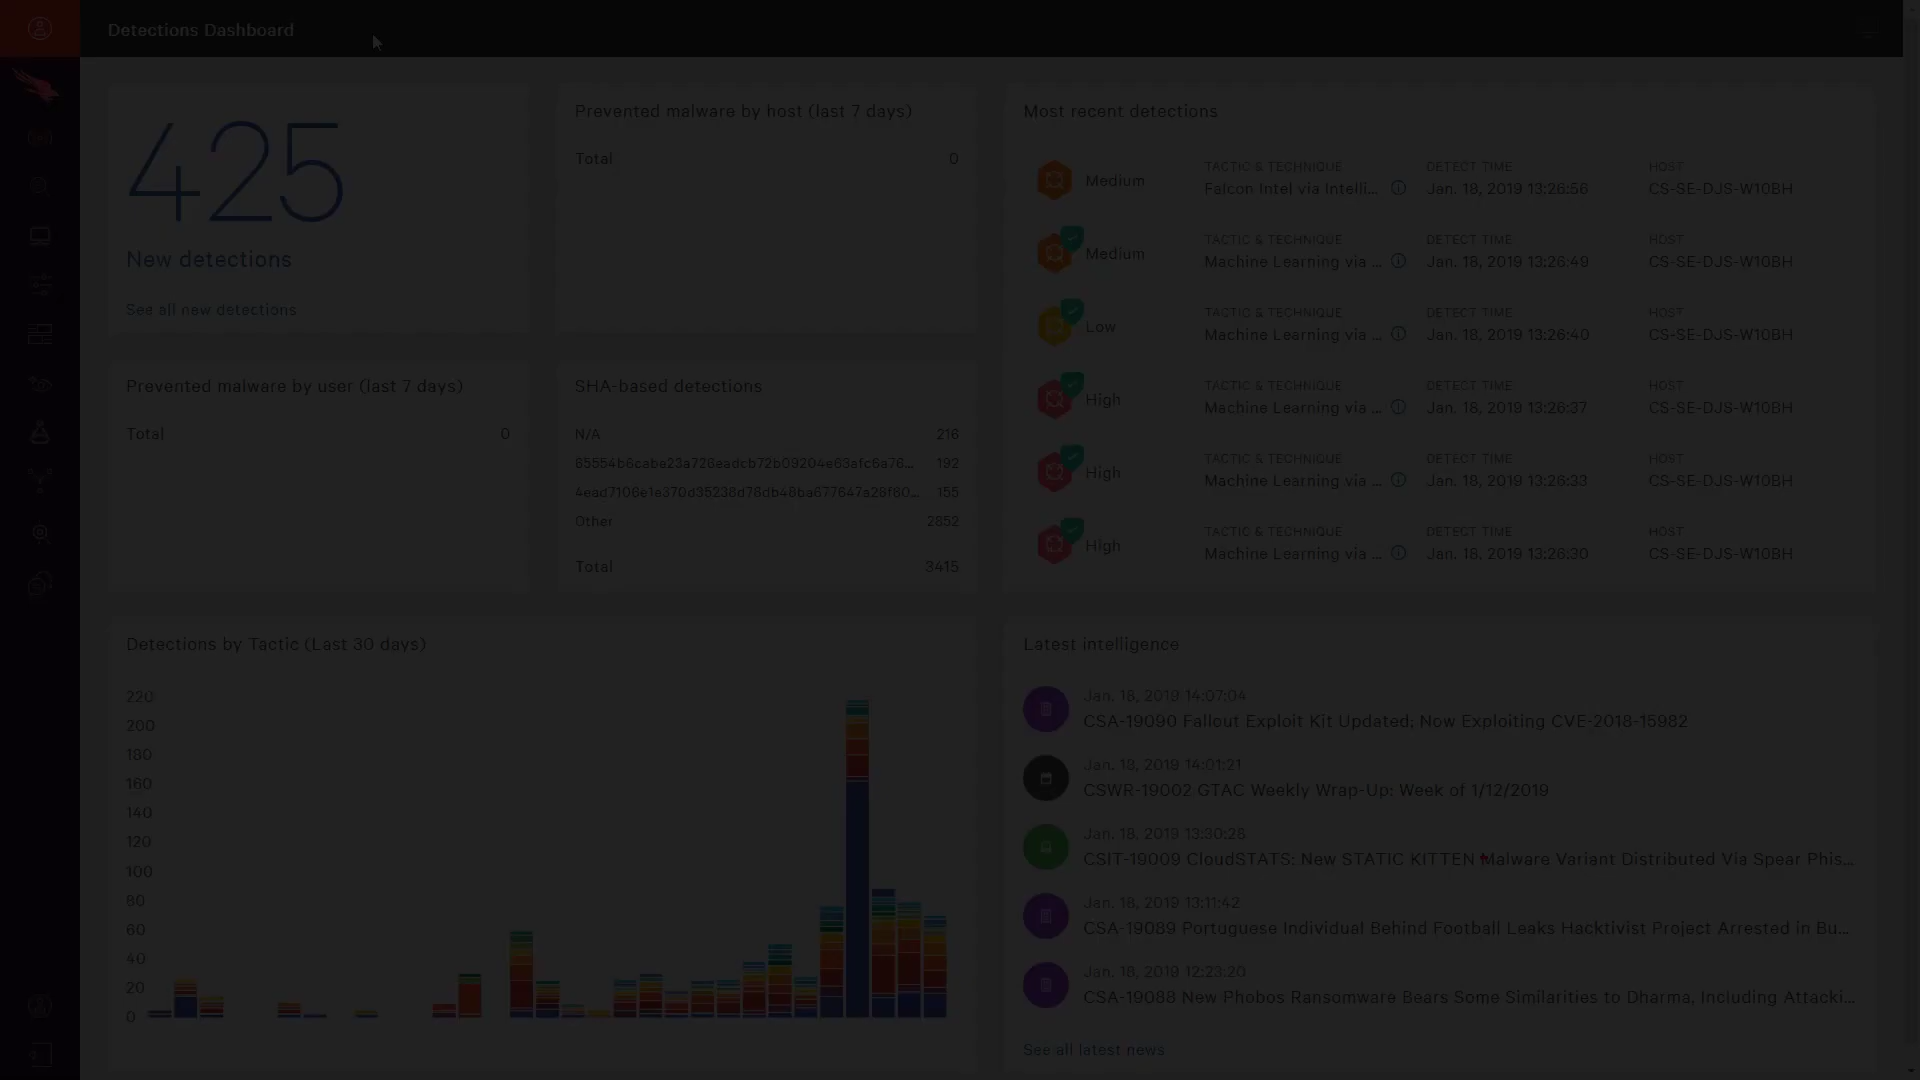 Detections Dashboard
425
New detections
See all new detections
Prevented malware by host (last 7 days)
Total 0
Prevented malware by user (last 7 days)
Total 0
SHA-based detections
N/A 216
192
155
Other 2852
Total 3415
Most recent detections
Medium
TACTIC & TECHNIQUE DETECT TIME HOST
Falcon Intel via Intelli... Jan. 18, 2019 13:26:56 CS-SE-DJS-W10BH
Medium
TACTIC & TECHNIQUE DETECT TIME HOST
Machine Learning via ... Jan. 18, 2019 13:26:49 CS-SE-DJS-W10BH
Low
TACTIC & TECHNIQUE DETECT TIME HOST
Machine Learning via ... Jan. 18, 2019 13:26:40 CS-SE-DJS-W10BH
High
TACTIC & TECHNIQUE DETECT TIME HOST
Machine Learning via ... Jan. 18, 2019 13:26:37 CS-SE-DJS-W10BH
High
TACTIC & TECHNIQUE DETECT TIME HOST
Machine Learning via ... Jan. 18, 2019 13:26:33 CS-SE-DJS-W10BH
High
TACTIC & TECHNIQUE DETECT TIME HOST
Machine Learning via ... Jan. 18, 2019 13:26:30 CS-SE-DJS-W10BH
Detections by Tactic (Last 30 days)
220
200
180
160
140
120
100
80
60
40
20
0
Latest intelligence
Jan. 18, 2019 14:07:04
CSA-19090 Fallout Exploit Kit Updated; Now Exploiting CVE-2018-15982
Jan. 18, 2019 14:01:21
CSWR-19002 GTAC Weekly Wrap-Up: Week of 1/12/2019
Jan. 18, 2019 13:30:26
CSIT-19009 CloudSTATS: New STATIC KITTEN Malware Variant Distributed Via Spear Phis...
Jan. 18, 2019 13:11:42
CSA-19089 Portuguese Individual Behind Football Leaks Hacktivist Project Arrested in Bu...
Jan. 18, 2019 12:23:20
CSA-19088 New Phobos Ransomware Bears Some Similarities to Dharma, Including Attacki...
See all latest news